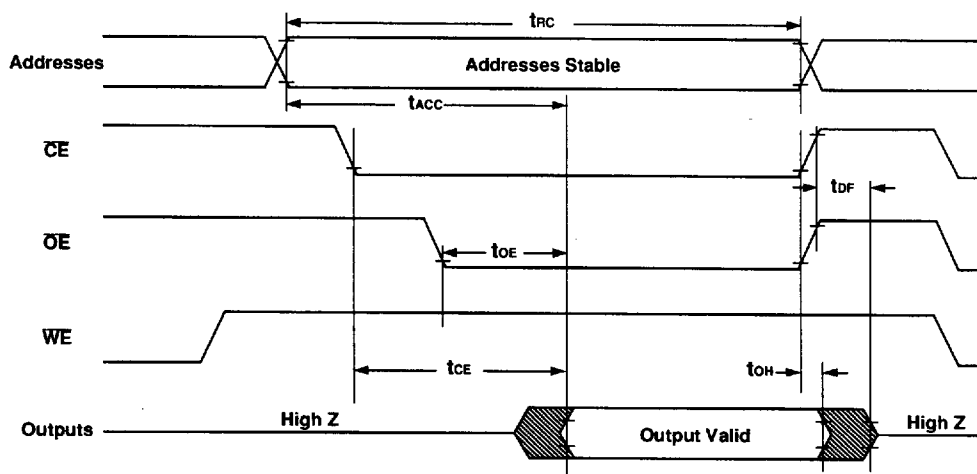 tRC
Addresses
Addresses Stable
tACC
CE
tDF
OE
tOE
WE
tCE
tOH
Outputs
High Z
Output Valid
High Z